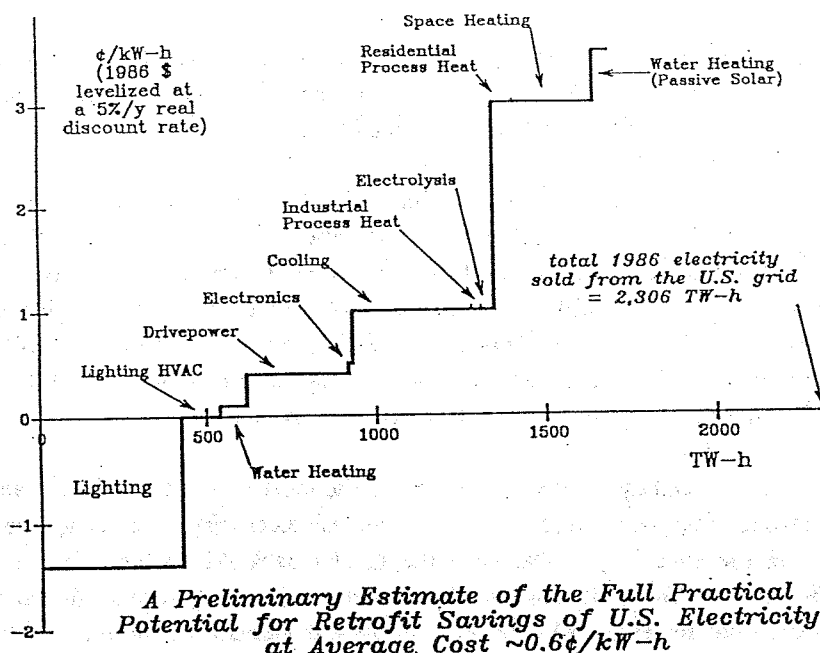 Space Heating
Residential
Process Heat
Water Heating
(Passive Solar)
¢/kW-h
(1986 $
levelized at
a 5%/y real
discount rate)
3
Electrolysis
Industrial
Process Heat
2
Cooling
total 1986 electricity
sold from the U.S. grid
= 2,306 TW-h
Electronics
Drivepower
1
Lighting HVAC
0
0
500
1000
1500
2000
TW-h
Water Heating
Lighting
-1
-2
A Preliminary Estimate of the Full Practical
Potential for Retrofit Savings of U.S. Electricity
at Average Cost ~0.6¢/kW-h